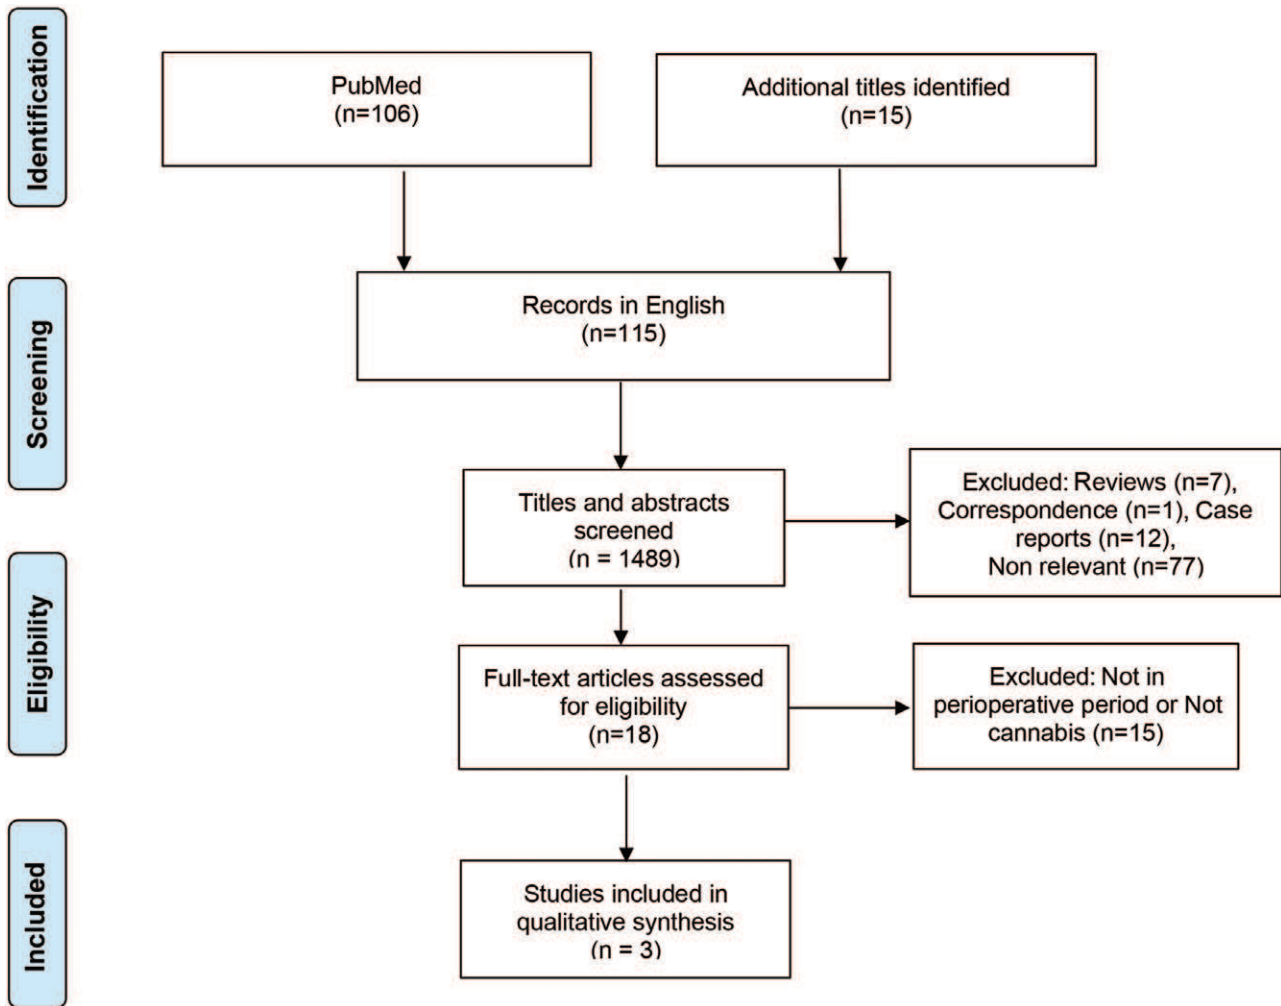 Identification
PubMed
(n=106)
Additional titles identified
(n=15)
Screening
Records in English
(n=115)
Titles and abstracts
screened
(n = 1489)
Excluded: Reviews (n=7),
Correspondence (n=1), Case
reports (n=12),
Non relevant (n=77)
Eligibility
Full-text articles assessed
for eligibility
(n=18)
Excluded: Not in
perioperative period or Not
cannabis (n=15)
Included
Studies included in
qualitative synthesis
(n = 3)